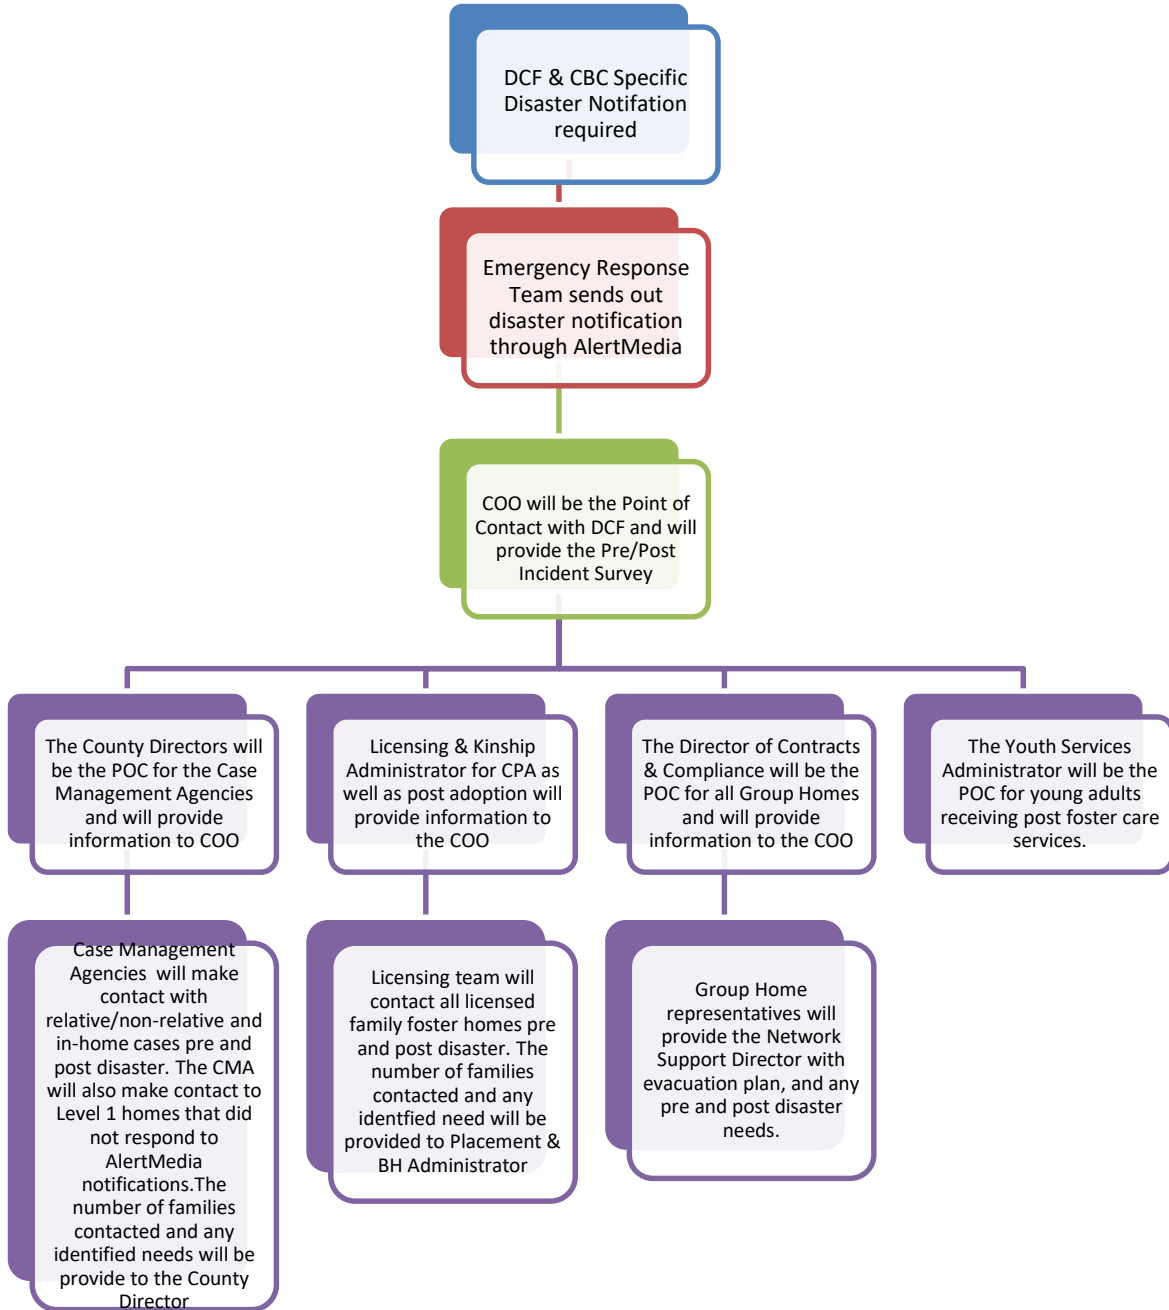 DCF & CBC Specific
Disaster Notifation
required
Emergency Response
Team sends out
disaster notification
through AlertMedia
COO will be the Point of
Contact with DCF and will
provide the Pre/Post
Incident Survey
The County Directors will
be the POC for the Case
Management Agencies
and will provide
information to COO
Licensing & Kinship
Administrator for CPA as
well as post adoption will
provide information to
the COO
The Director of Contracts
& Compliance will be the
POC for all Group Homes
and will provide
information to the COO
The Youth Services
Administrator will be the
POC for young adults
receiving post foster care
services.
Case Management
Agencies will make
contact with
relative/non-relative and
in-home cases pre and
post disaster. The CMA
will also make contact to
Level 1 homes that did
not respond to
AlertMedia
notifications.The
number of families
contacted and any
identified needs will be
provide to the County
Director
Licensing team will
contact all licensed
family foster homes pre
and post disaster. The
number of families
contacted and any
identfied need will be
provided to Placement &
BH Administrator
Group Home
representatives will
provide the Network
Support Director with
evacuation plan, and any
pre and post disaster
needs.